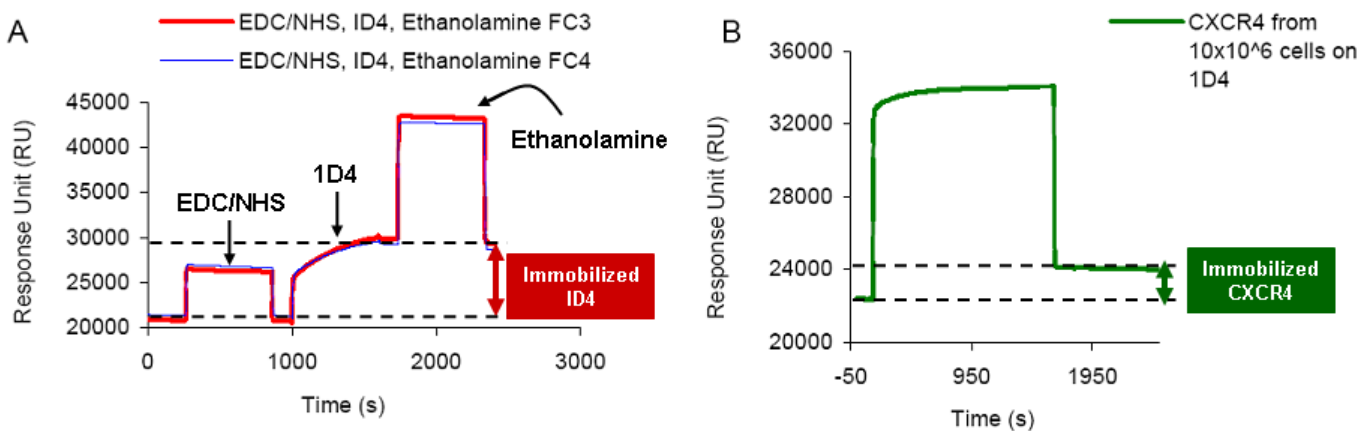 A
EDC/NHS, ID4, Ethanolamine FC3
EDC/NHS, ID4, Ethanolamine FC4
Response Unit (RU)
45000
40000
35000
30000
25000
20000
EDC/NHS
1D4
Ethanolamine
Immobilized
ID4
0
1000
2000
3000
Time (s)
B
CXCR4 from
10x10^6 cells on
1D4
Response Unit (RU)
36000
32000
28000
24000
20000
Immobilized
CXCR4
-50
950
1950
Time (s)